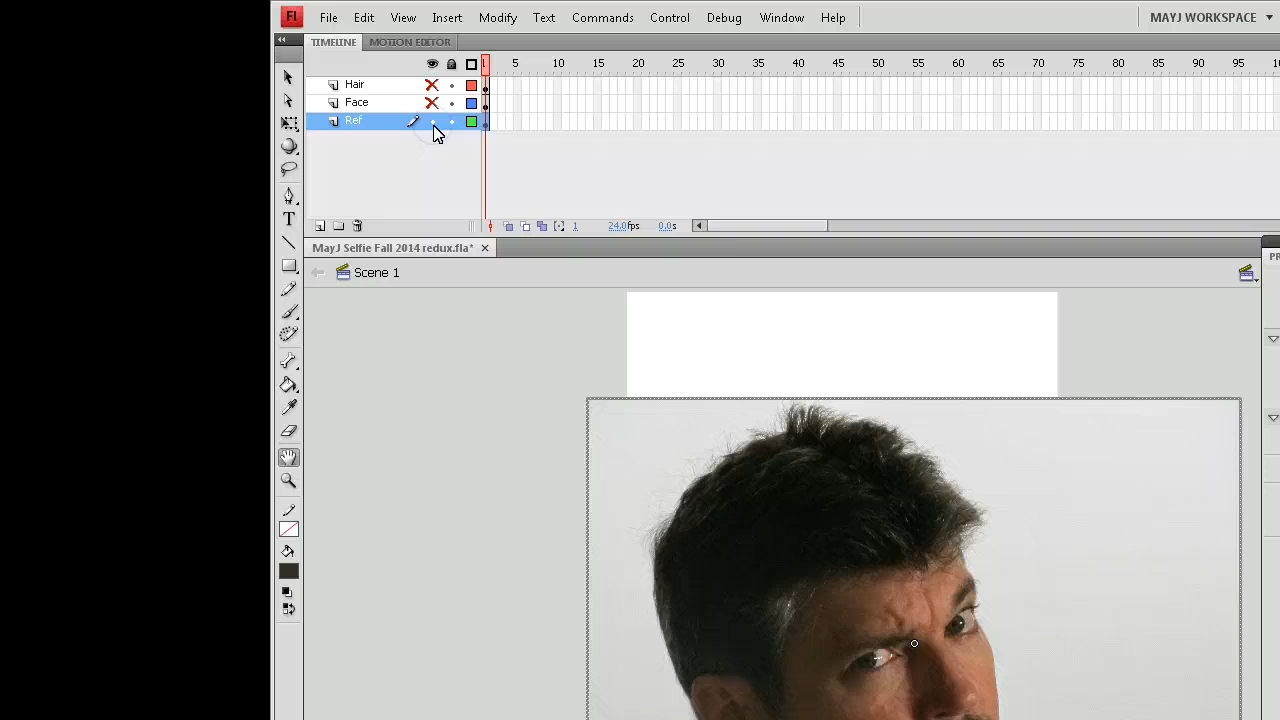 Fl File Edit View Insert Modify Text Commands Control Debug Window Help MAYJ WORKSPACE
TIMELINE MOTION EDITOR
5 10 15 20 25 30 35 40 45 50 55 60 65 70 75 80 85 90 95
Hair
Face
Ref
1 24.0fps 0.0s
MayJ Selfie Fall 2014 redux.fla*
PR
Scene 1
T